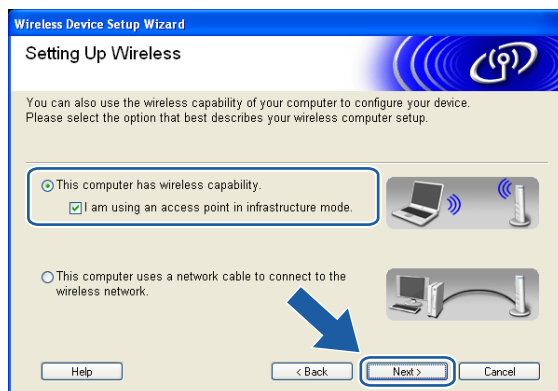 Wireless Device Setup Wizard
Setting Up Wireless
You can also use the wireless capability of your computer to configure your device.
Please select the option that best describes your wireless computer setup.
This computer has wireless capability.
I am using an access point in infrastructure mode.
This computer uses a network cable to connect to the
wireless network.
Help
< Back
Next >
Cancel